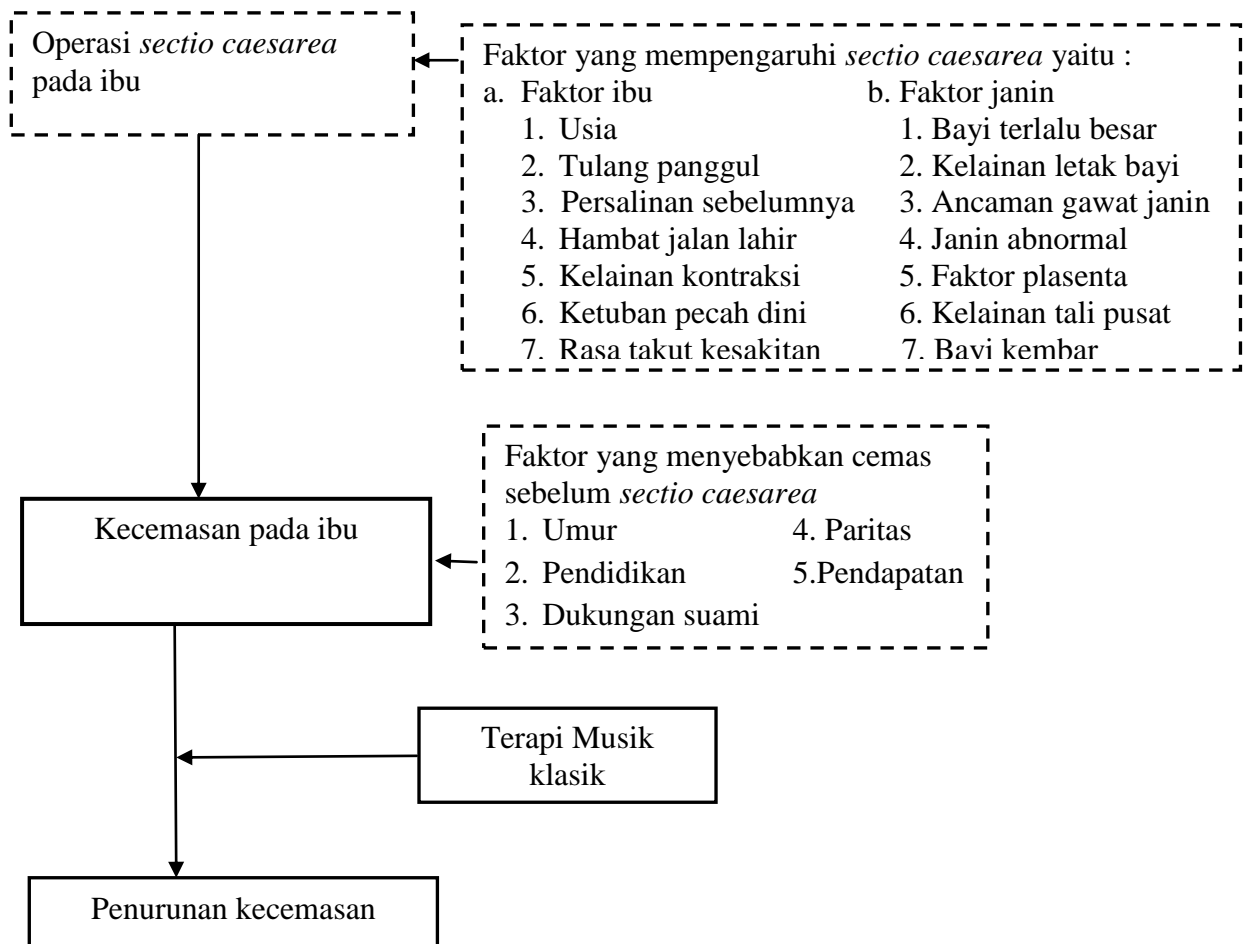 Operasi sectio caesarea
pada ibu
Faktor yang mempengaruhi sectio caesarea yaitu :
a. Faktor ibu
1. Usia
2. Tulang panggul
3. Persalinan sebelumnya
4. Hambat jalan lahir
5. Kelainan kontraksi
6. Ketuban pecah dini
7. Rasa takut kesakitan
b. Faktor janin
1. Bayi terlalu besar
2. Kelainan letak bayi
3. Ancaman gawat janin
4. Janin abnormal
5. Faktor plasenta
6. Kelainan tali pusat
7. Bayi kembar
Faktor yang menyebabkan cemas
sebelum sectio caesarea
1. Umur
2. Pendidikan
3. Dukungan suami
4. Paritas
5.Pendapatan
Kecemasan pada ibu
Terapi Musik
klasik
Penurunan kecemasan